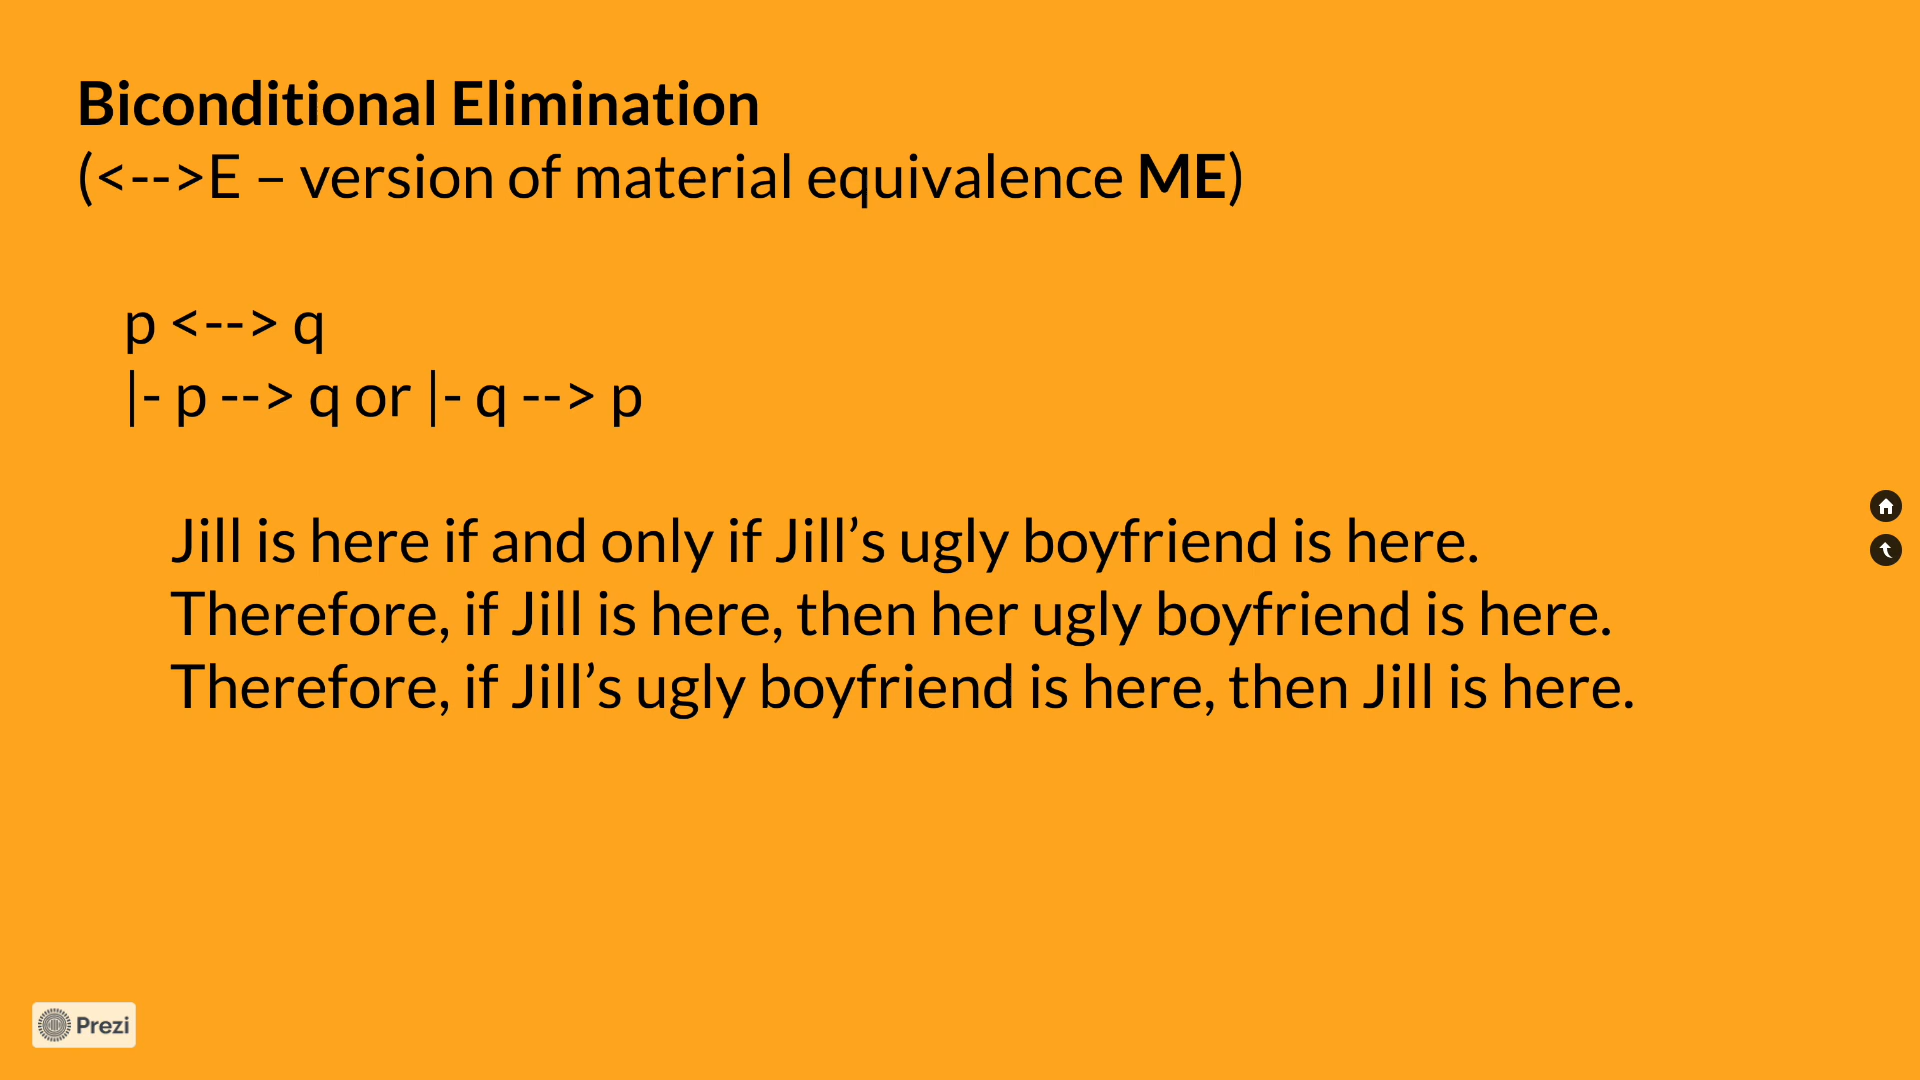 Biconditional Elimination
(<-->E – version of material equivalence ME)
p <--> q
|- p --> q or |- q --> p
Jill is here if and only if Jill’s ugly boyfriend is here.
Therefore, if Jill is here, then her ugly boyfriend is here.
Therefore, if Jill’s ugly boyfriend is here, then Jill is here.
Prezi